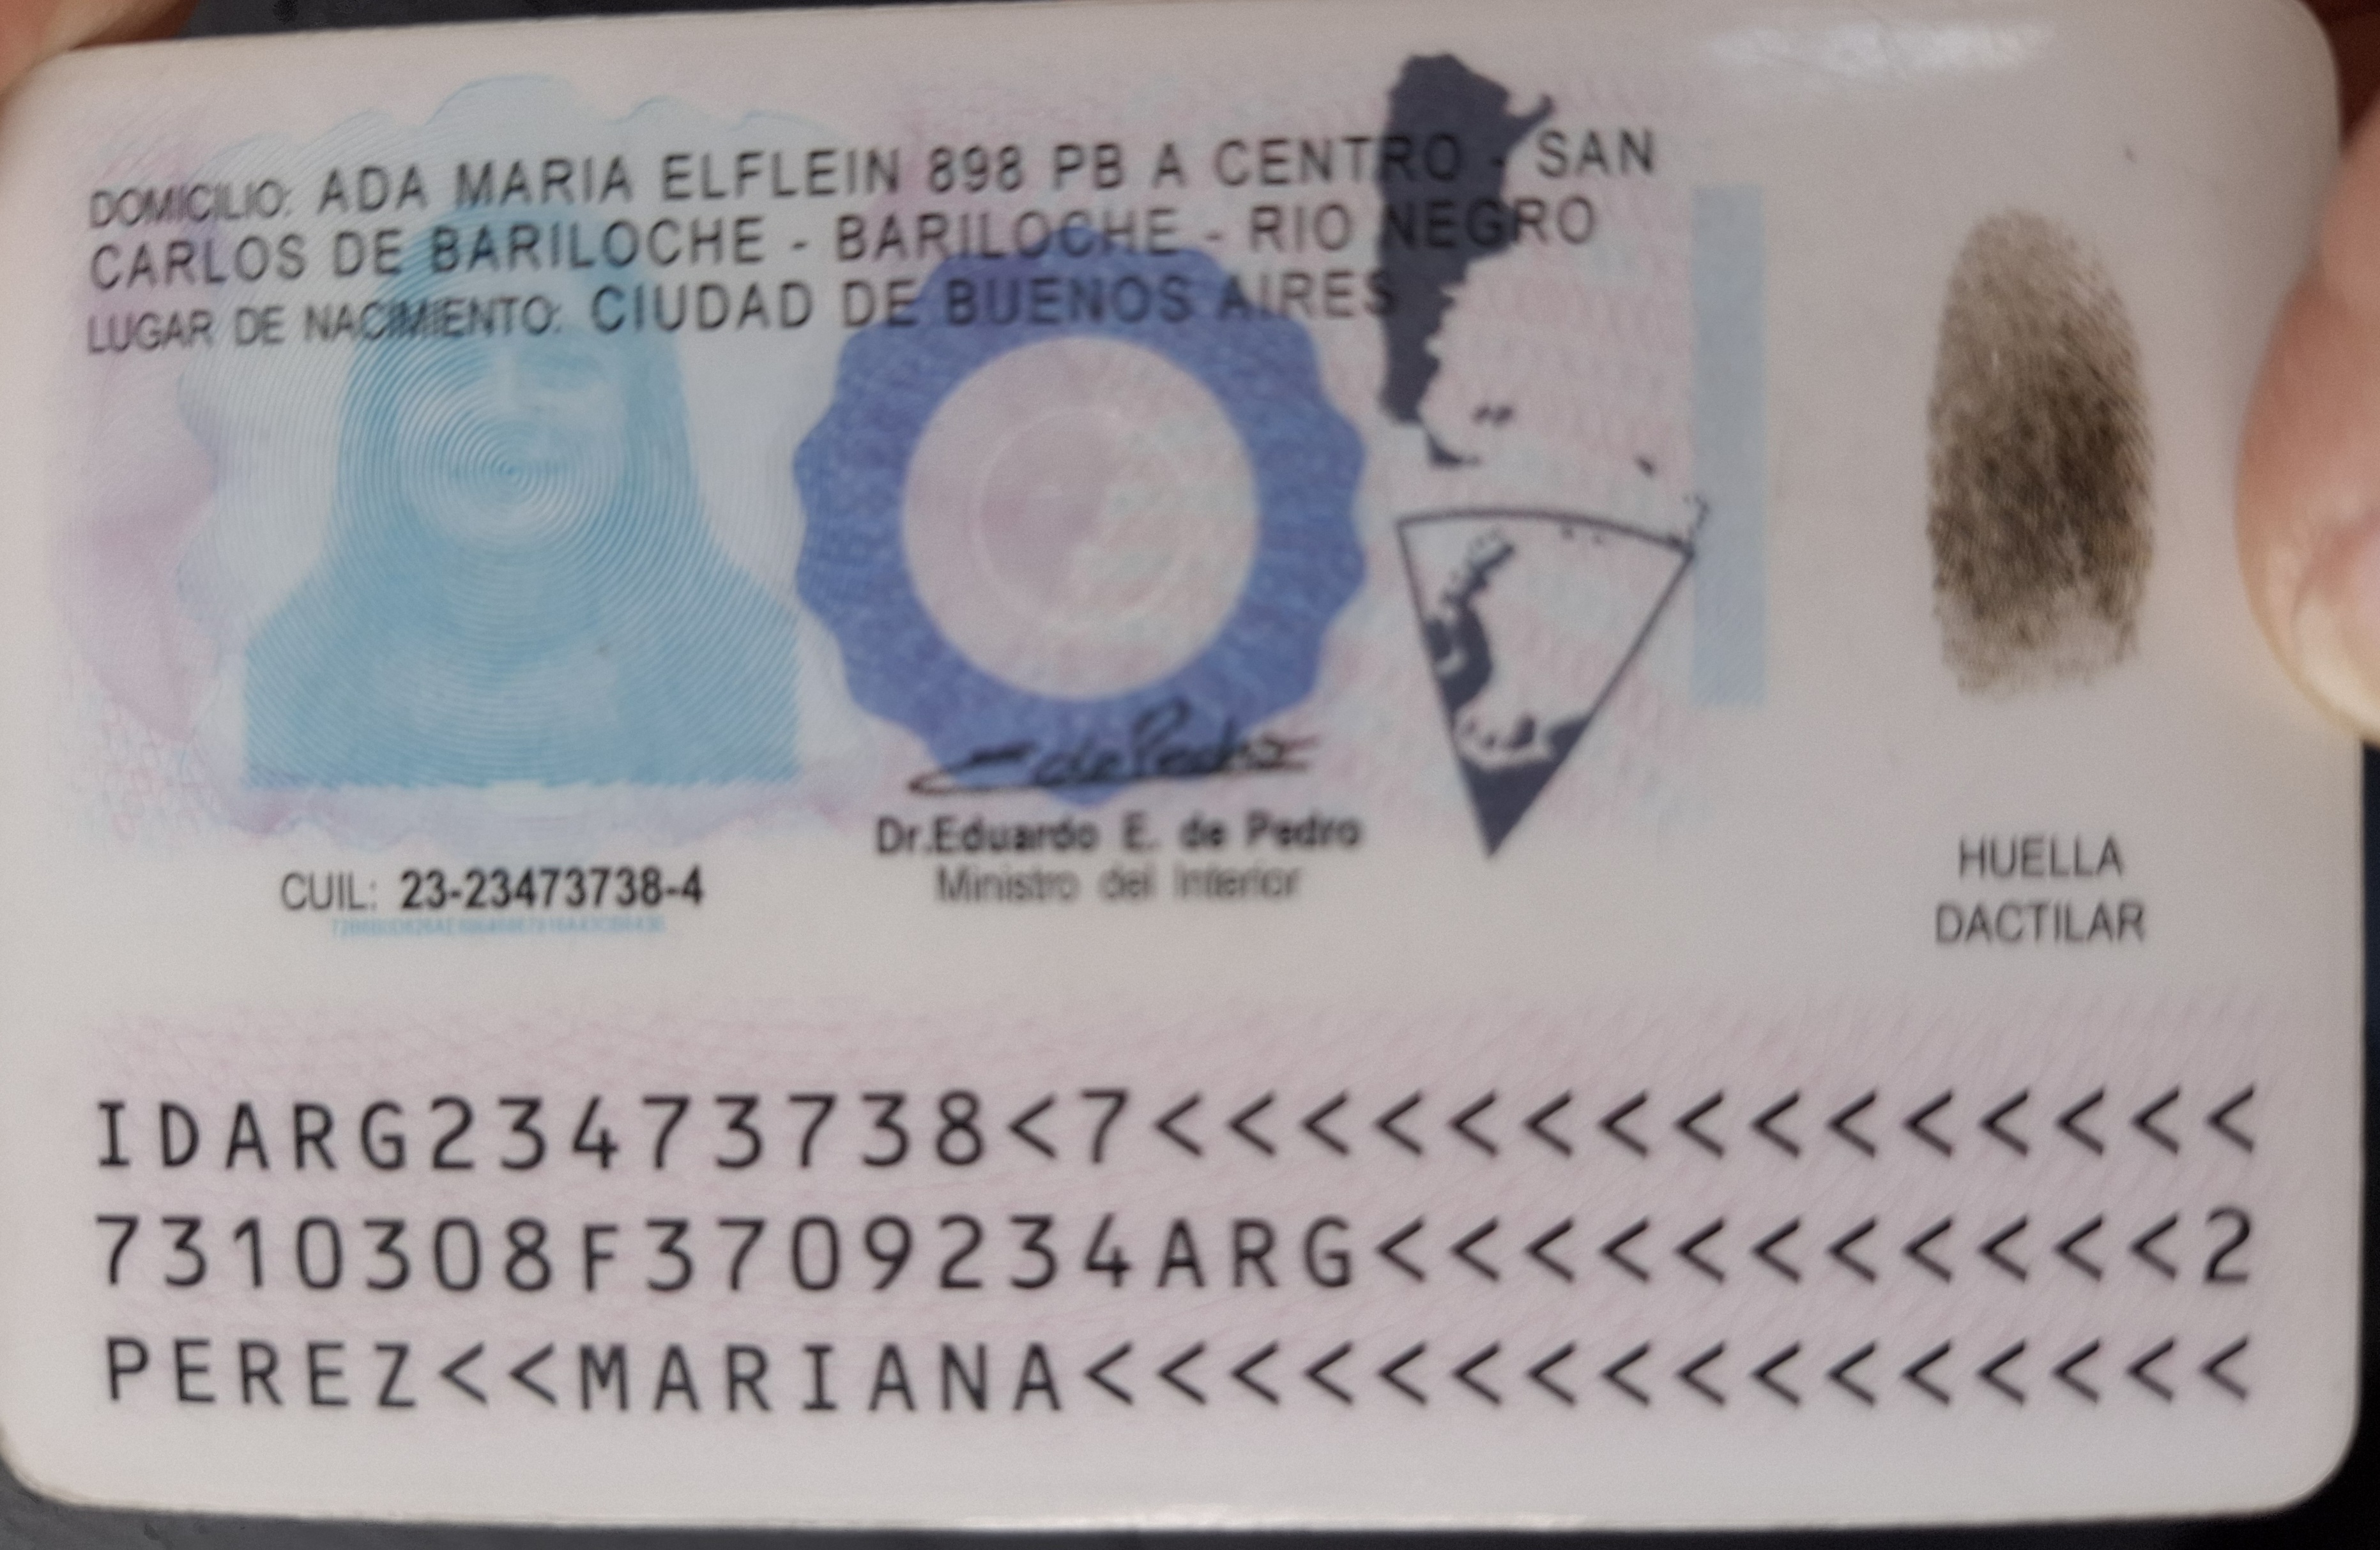 DOMICILIO: ADA MARIA ELFLEIN 898 PB A CENTRO - SAN
CARLOS DE BARILOCHE - BARILOCHE - RIO NEGRO
LUGAR DE NACIMIENTO: CIUDAD DE BUENOS AIRES
Dr.Eduardo E. de Pedro
Ministro del Interior
CUIL: 23-23473738-4
HUELLA
DACTILAR
IDARG23473738<7<<<<<<<<<<<<<<<
7310308F3709234ARG<<<<<<<<<<<2
PEREZ<<MARIANA<<<<<<<<<<<<<<<<